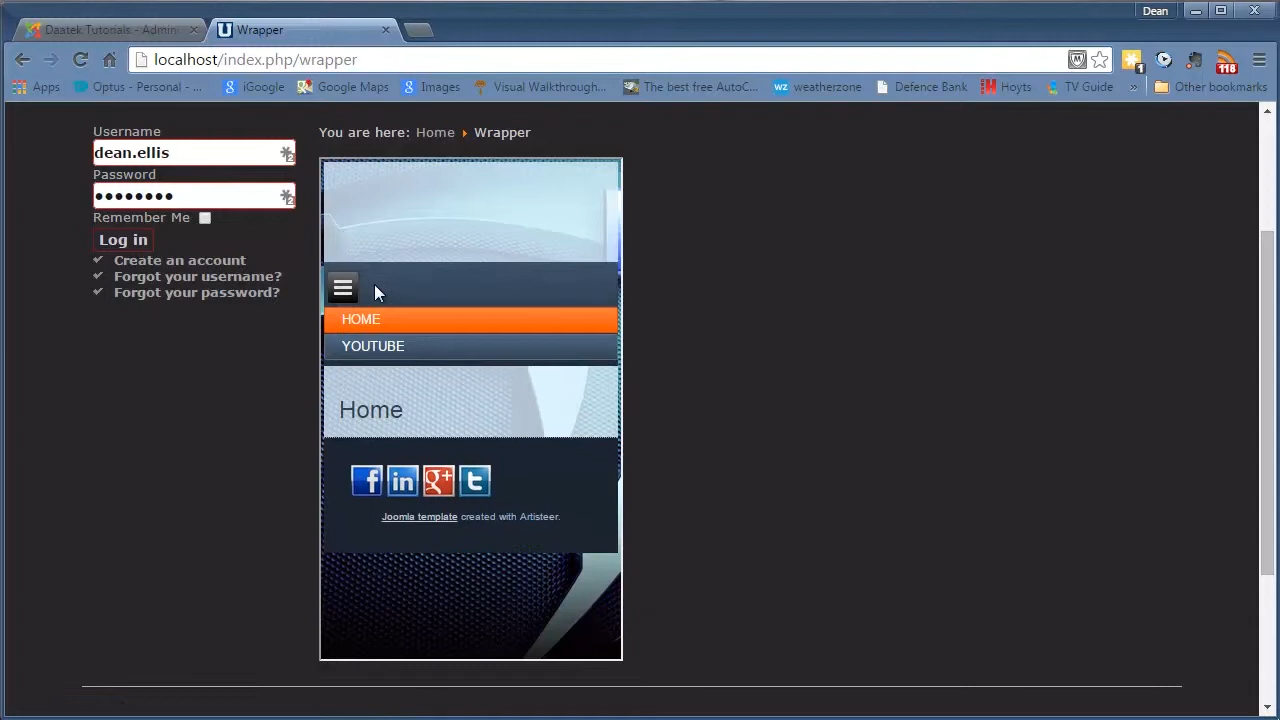 Dean
Daatek Tutorials - Admin
Wrapper
localhost/index.php/wrapper
1
116
Apps
Optus - Personal - ...
iGoogle
Google Maps
Images
Visual Walkthrough...
The best free AutoC...
weatherzone
Defence Bank
Hoyts
TV Guide
»
Other bookmarks
Username
You are here: Home Wrapper
dean.ellis
Password
Remember Me
Log in
Create an account
Forgot your username?
Forgot your password?
HOME
YOUTUBE
Home
Joomla template created with Artisteer.